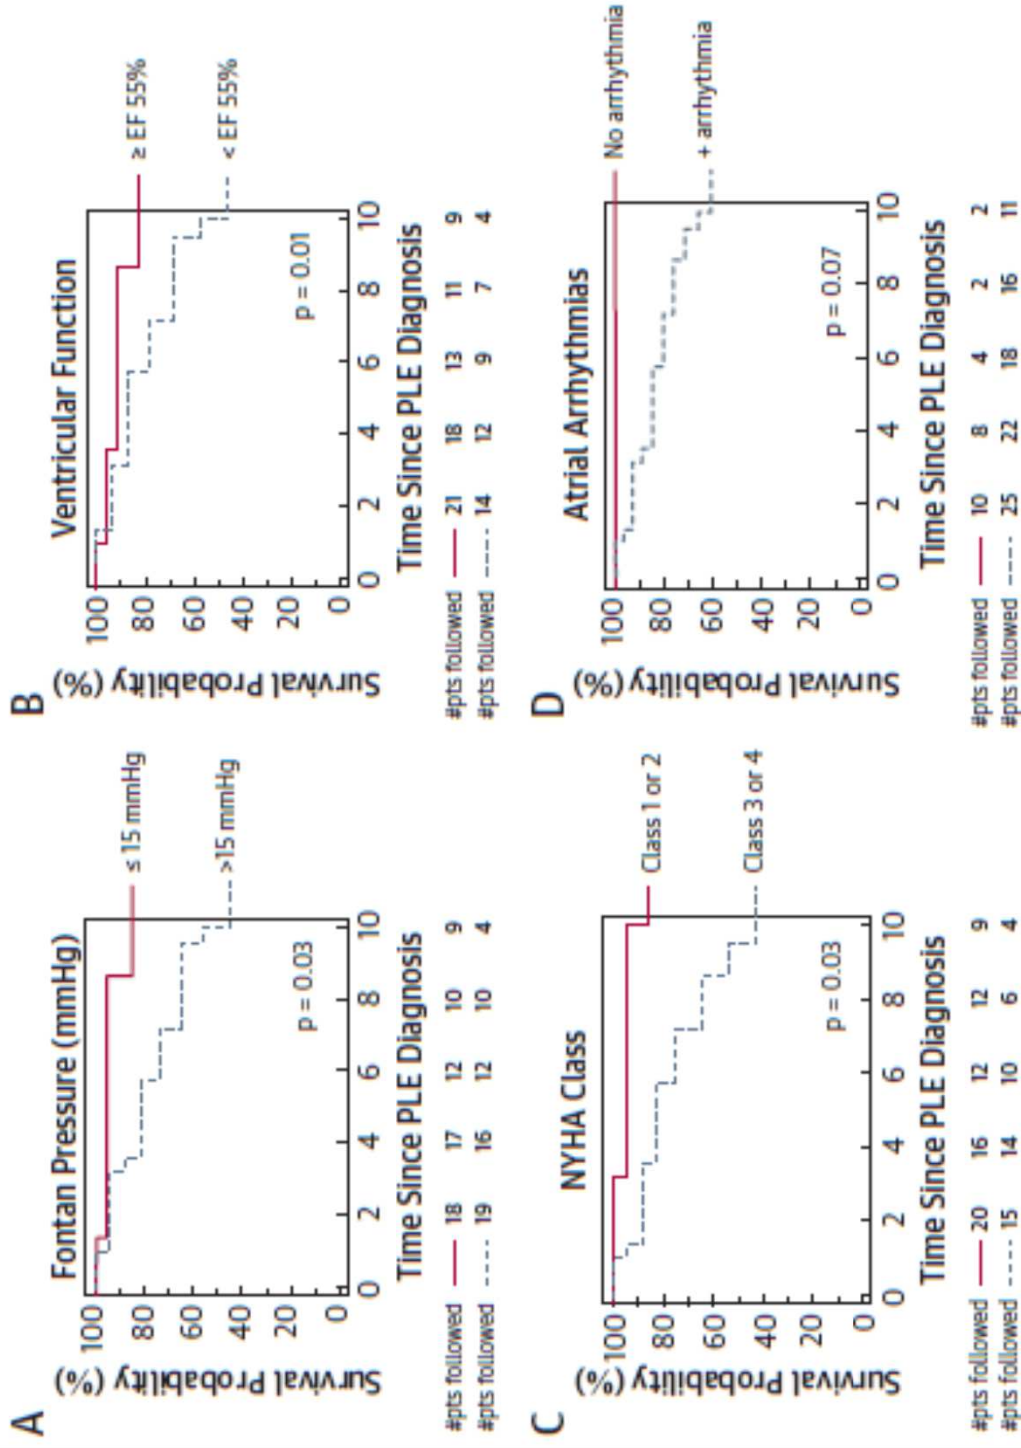 A
Fontan Pressure (mmHg)
Survival Probability (%)
100
80
60
40
20
0
≤ 15 mmHg
>15 mmHg
p = 0.03
0 2 4 6 8 10
Time Since PLE Diagnosis
#pts followed 18 17 12 10 9
#pts followed 19 16 12 10 4
B
Ventricular Function
Survival Probability (%)
100
80
60
40
20
0
≥ EF 55%
< EF 55%
p = 0.01
0 2 4 6 8 10
Time Since PLE Diagnosis
#pts followed 21 18 13 11 9
#pts followed 14 12 9 7 4
C
NYHA Class
Survival Probability (%)
100
80
60
40
20
0
Class 1 or 2
Class 3 or 4
p = 0.03
0 2 4 6 8 10
Time Since PLE Diagnosis
#pts followed 20 16 12 12 9
#pts followed 15 14 10 6 4
D
Atrial Arrhythmias
Survival Probability (%)
100
80
60
40
20
0
No arrhythmia
+ arrhythmia
p = 0.07
0 2 4 6 8 10
Time Since PLE Diagnosis
#pts followed 10 8 4 2 2
#pts followed 25 22 18 16 11